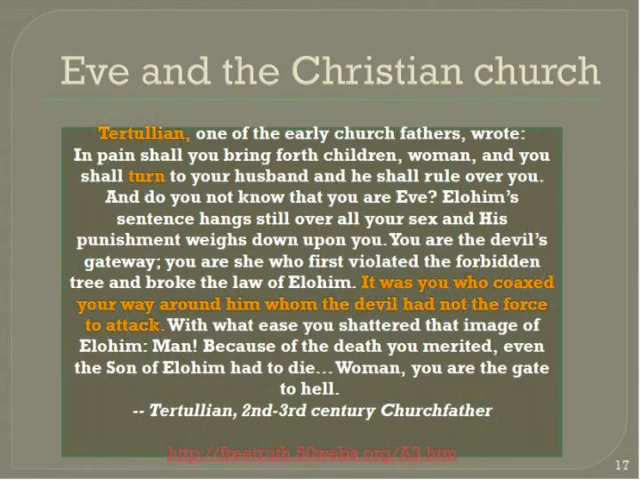 Eve and the Christian church
Tertullian, one of the early church fathers, wrote:
In pain shall you bring forth children, woman, and you
shall turn to your husband and he shall rule over you.
And do you not know that you are Eve? Elohim's
sentence hangs still over all your sex and His
punishment weighs down upon you. You are the devil's
gateway; you are she who first violated the forbidden
tree and broke the law of Elohim. It was you who coaxed
your way around him whom the devil had not the force
to attack. With what ease you shattered that image of
Elohim: Man! Because of the death you merited, even
the Son of Elohim had to die... Woman, you are the gate
to hell.
-- Tertullian, 2nd-3rd century Churchfather
http://freetruth.50webs.org/A3.htm
17